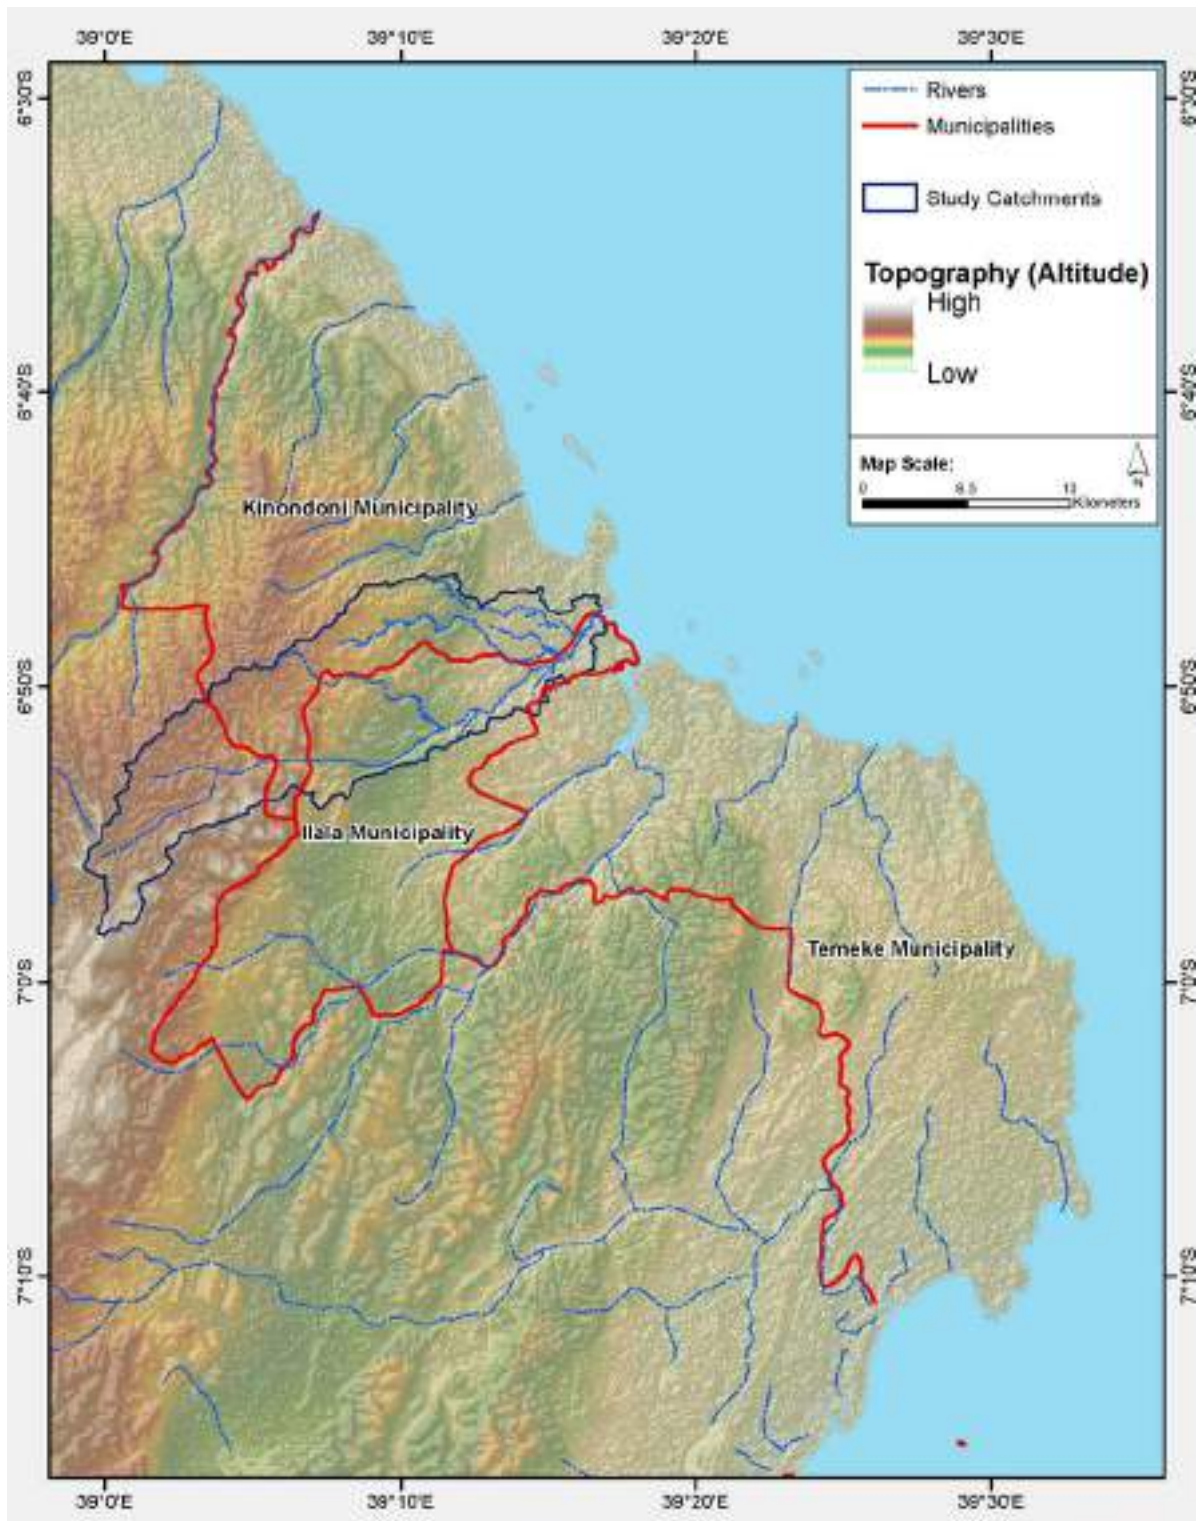 39°0'E 39°10'E 39°20'E 39°30'E
6°30'S 6°30'S
Rivers
Municipalities
Study Catchments
Topography (Altitude)
High
Low
6°40'S 6°40'S
Map Scale:
N
0 6.5 13
Kilometers
Kinondoni Municipality
6°50'S 6°50'S
Ilala Municipality
Temeke Municipality
7°0'S 7°0'S
7°10'S 7°10'S
39°0'E 39°10'E 39°20'E 39°30'E